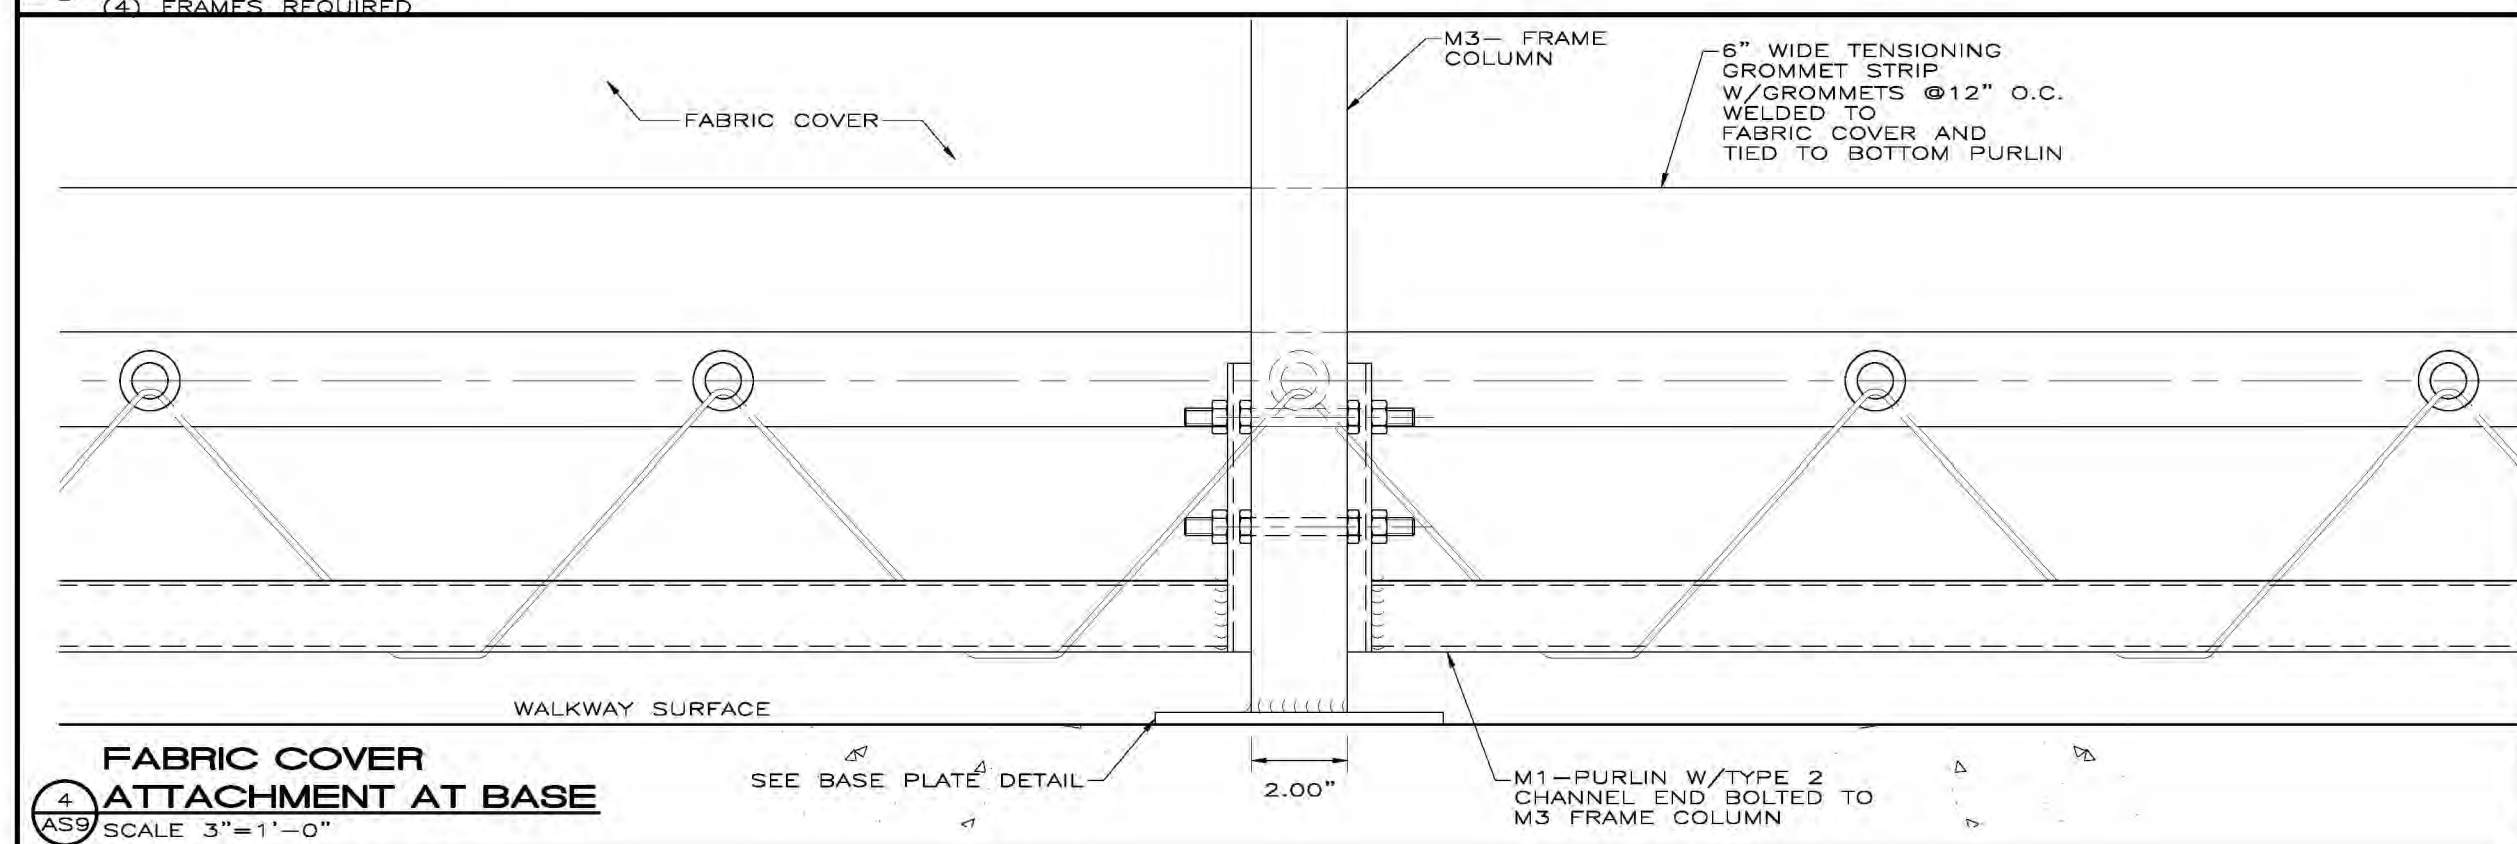 (4) FRAMES REQUIRED
M3- FRAME
COLUMN
6" WIDE TENSIONING
GROMMET STRIP
W/GROMMETS @12" O.C.
WELDED TO
FABRIC COVER AND
TIED TO BOTTOM PURLIN
FABRIC COVER
WALKWAY SURFACE
SEE BASE PLATE DETAIL
2.00"
M1-PURLIN W/TYPE 2
CHANNEL END BOLTED TO
M3 FRAME COLUMN
FABRIC COVER
ATTACHMENT AT BASE
4
AS9
SCALE 3"=1'-0"